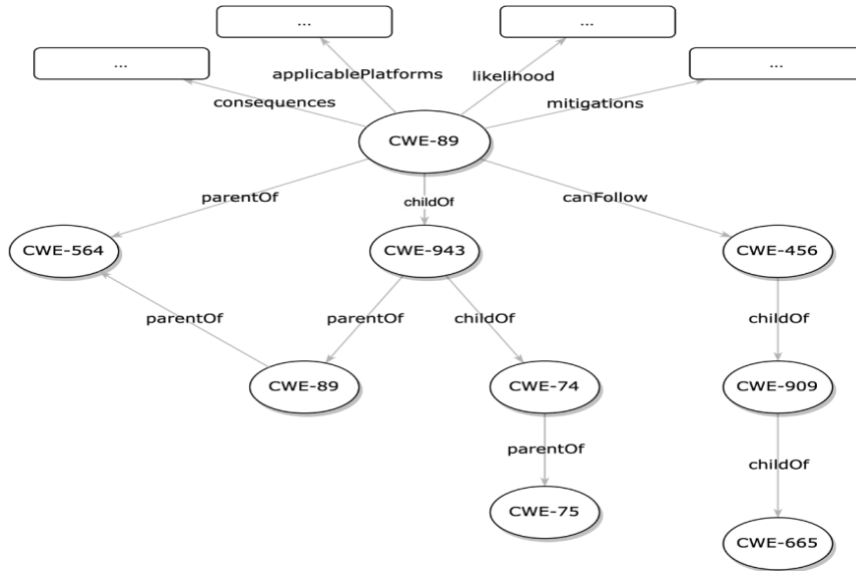 ...
...
...
...
applicablePlatforms
likelihood
consequences
mitigations
CWE-89
parentOf
childOf
canFollow
CWE-564
CWE-943
CWE-456
parentOf
parentOf
childOf
childOf
CWE-89
CWE-74
CWE-909
parentOf
childOf
CWE-75
CWE-665